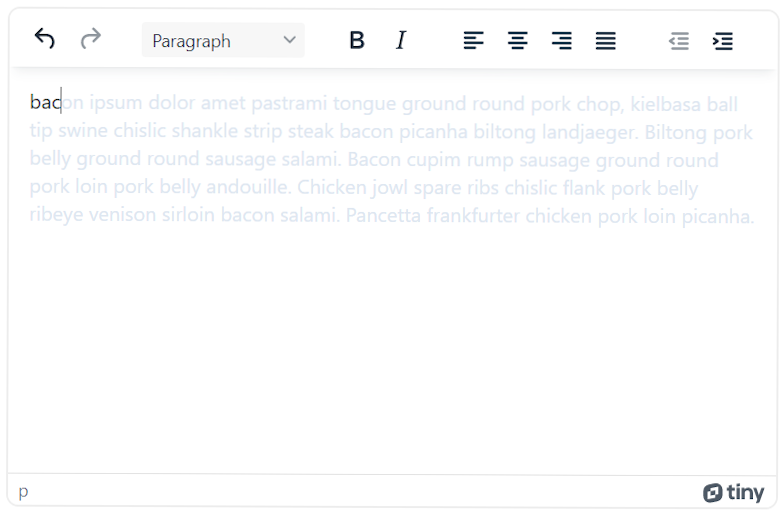 Paragraph B I
bacon ipsum dolor amet pastrami tongue ground round pork chop, kielbasa ball
tip swine chislic shankle strip steak bacon picanha biltong landjaeger. Biltong pork
belly ground round sausage salami. Bacon cupim rump sausage ground round
pork loin pork belly andouille. Chicken jowl spare ribs chislic flank pork belly
ribeye venison sirloin bacon salami. Pancetta frankfurter chicken pork loin picanha.
p tiny